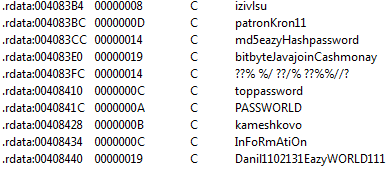 .rdata:004083B4 00000008 C izivlsu
.rdata:004083BC 0000000D C patronKron11
.rdata:004083CC 00000014 C md5eazyHashpassword
.rdata:004083E0 00000019 C bitbyteJavajoinCashmonay
.rdata:004083FC 00000014 C ??% %/ ??/% ??%%//?
.rdata:00408410 0000000C C toppassword
.rdata:0040841C 0000000A C PASSWORLD
.rdata:00408428 0000000B C kameshkovo
.rdata:00408434 0000000C C InFoRmAtiOn
.rdata:00408440 00000019 C Danil1102131EazyWORLD111